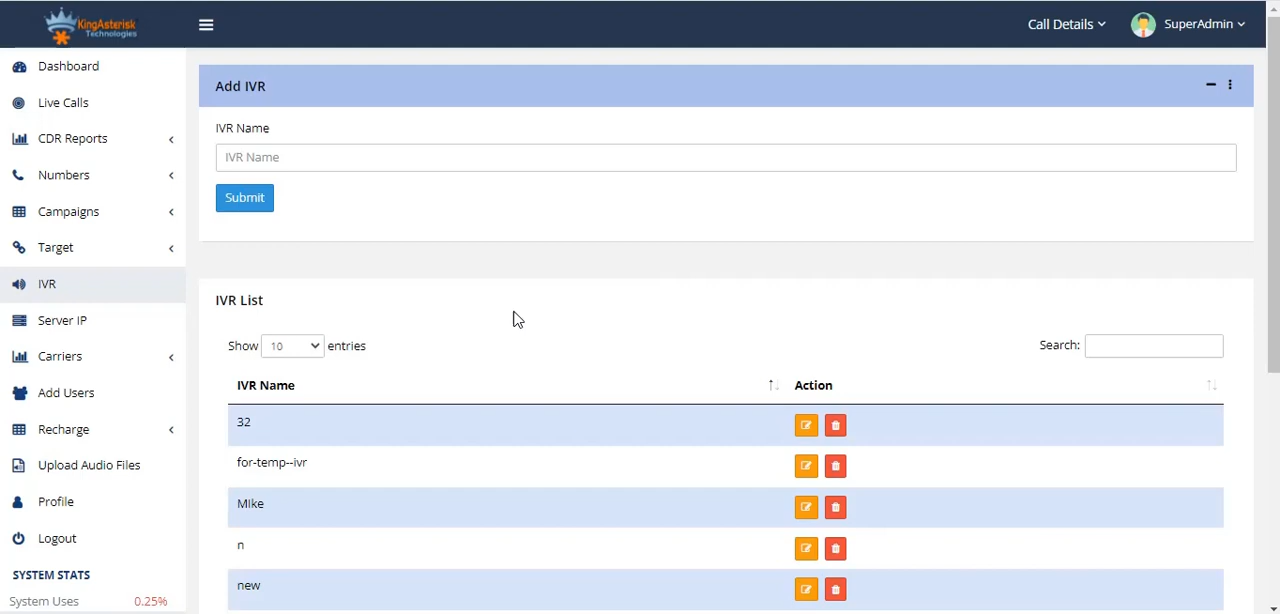 KingAsterisk
Technologies
Call Details
SuperAdmin
Dashboard
Live Calls
CDR Reports
Numbers
Campaigns
Target
IVR
Server IP
Carriers
Add Users
Recharge
Upload Audio Files
Profile
Logout
SYSTEM STATS
System Uses 0.25%
Add IVR
IVR Name
IVR Name
Submit
IVR List
Show 10 entries
Search:
IVR Name Action
32
for-temp--ivr
MIke
n
new